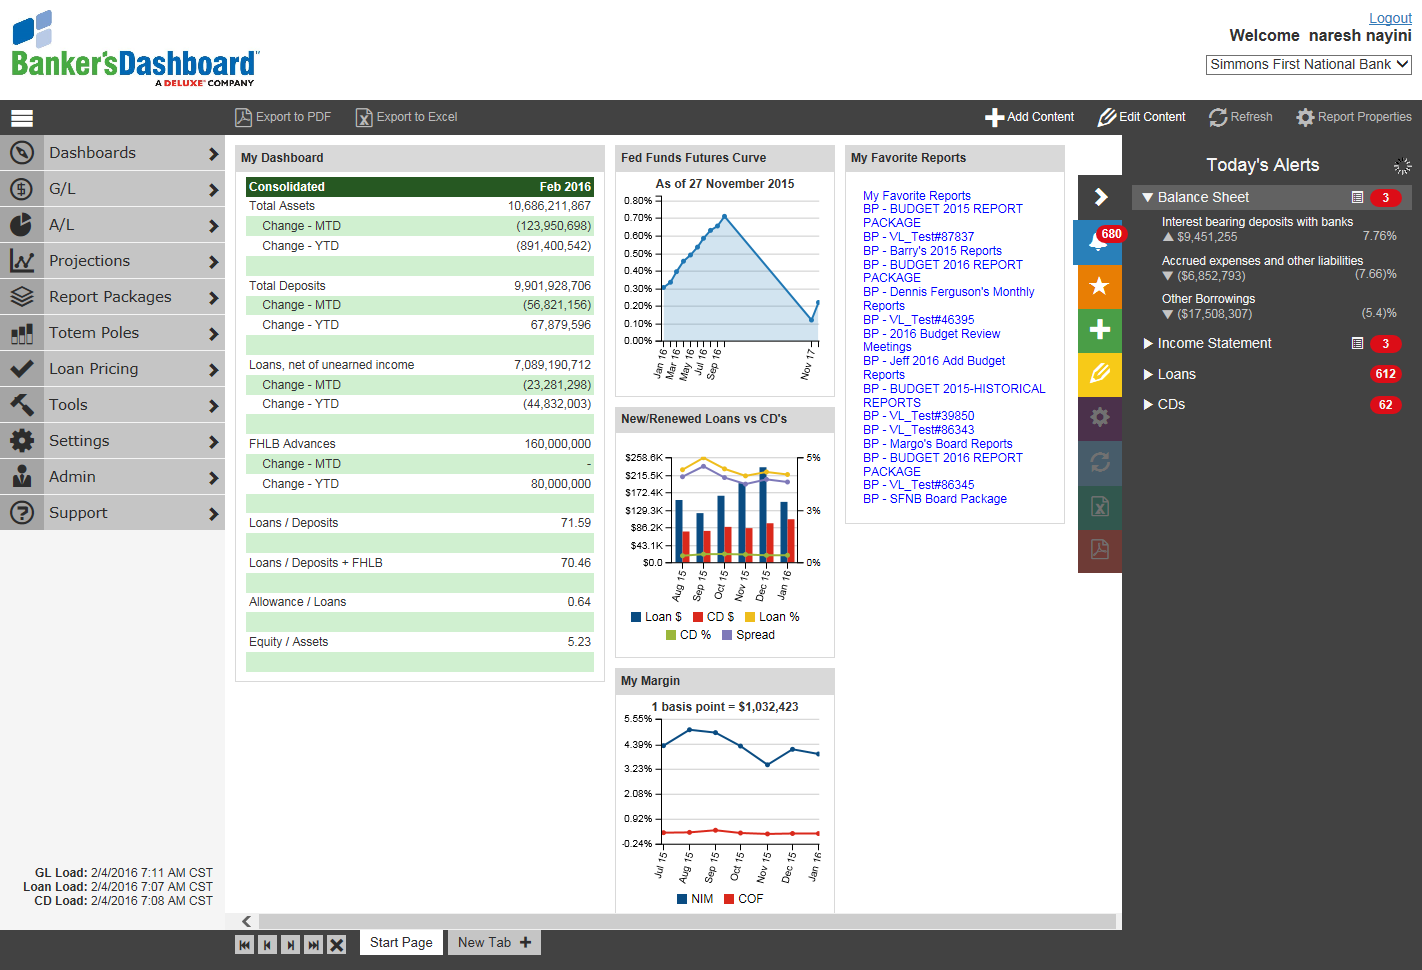 Logout
Welcome naresh nayini
Banker'sDashboard
A DELUXE COMPANY
Simmons First National Bank
Export to PDF
Export to Excel
Add Content
Edit Content
Refresh
Report Properties
Dashboards
G/L
A/L
Projections
Report Packages
Totem Poles
Loan Pricing
Tools
Settings
Admin
Support
GL Load: 2/4/2016 7:11 AM CST
Loan Load: 2/4/2016 7:07 AM CST
CD Load: 2/4/2016 7:08 AM CST
My Dashboard
Consolidated Feb 2016
Total Assets 10,686,211,867
Change - MTD (123,950,698)
Change - YTD (891,400,542)
Total Deposits 9,901,928,706
Change - MTD (56,821,156)
Change - YTD 67,879,596
Loans, net of unearned income 7,089,190,712
Change - MTD (23,281,298)
Change - YTD (44,832,003)
FHLB Advances 160,000,000
Change - MTD -
Change - YTD 80,000,000
Loans / Deposits 71.59
Loans / Deposits + FHLB 70.46
Allowance / Loans 0.64
Equity / Assets 5.23
Fed Funds Futures Curve
As of 27 November 2015
0.80%
0.70%
0.60%
0.50%
0.40%
0.30%
0.20%
0.10%
0.00%
Jan 16 Mar 16 May 16 Jul 16 Sep 16 Nov 17
New/Renewed Loans vs CD's
$258.6K 5%
$215.5K
$172.4K
$129.3K 3%
$86.2K
$43.1K
$0.0 0%
Aug 15 Sep 15 Oct 15 Nov 15 Dec 15 Jan 16
Loan $ CD $ Loan %
CD % Spread
My Margin
1 basis point = $1,032,423
5.55%
4.39%
3.23%
2.08%
0.92%
-0.24%
Jul 15 Aug 15 Sep 15 Oct 15 Nov 15 Dec 15 Jan 16
NIM COF
My Favorite Reports
My Favorite Reports
BP - BUDGET 2015 REPORT
PACKAGE
BP - VL_Test#87837
BP - Barry's 2015 Reports
BP - BUDGET 2016 REPORT
PACKAGE
BP - Dennis Ferguson's Monthly
Reports
BP - VL_Test#46395
BP - 2016 Budget Review
Meetings
BP - Jeff 2016 Add Budget
Reports
BP - BUDGET 2015-HISTORICAL
REPORTS
BP - VL_Test#39850
BP - VL_Test#86343
BP - Margo's Board Reports
BP - BUDGET 2016 REPORT
PACKAGE
BP - VL_Test#86345
BP - SFNB Board Package
680
Today's Alerts
Balance Sheet 3
Interest bearing deposits with banks
$9,451,255 7.76%
Accrued expenses and other liabilities
($6,852,793) (7.66)%
Other Borrowings
($17,508,307) (5.4)%
Income Statement 3
Loans 612
CDs 62
Start Page
New Tab